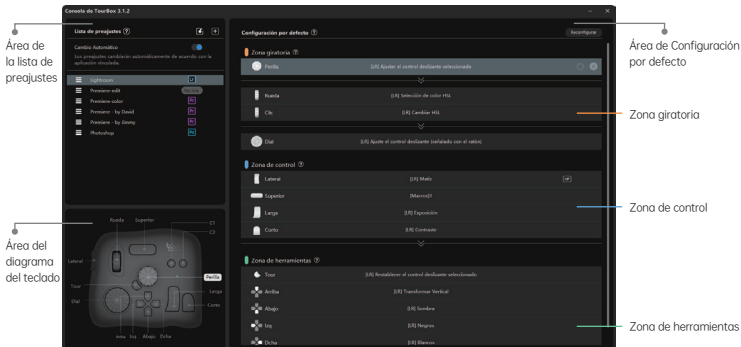 Consola de TourBox 3.1.2
Lista de preajustes ?
Cambio Automático
Los preajustes cambiarán automáticamente de acuerdo con la
aplicación vinculada.
Lightroom
Premiere-edit
Premiere-color Pr
Premiere - by David Pr
Premiere - by Jimmy Pr
Photoshop Ps
Rueda
Superior
C1
C2
Lateral
Perilla
Tour
Larga
Dial
Corto
Izq
Abajo
Dcha
Configuración por defecto ?
Reconfigurar
Zona giratoria ?
Perilla [LR] Ajustar el control deslizante seleccionado
Rueda [LR] Selección de color HSL
Clic [LR] Cambiar HSL
Dial [LR] Ajuste el control deslizante (señalado con el ratón)
Zona de control ?
Lateral [LR] Matiz
Superior
Larga [LR] Exposición
Corto [LR] Contraste
Zona de herramientas ?
Tour [LR] Restablecer el control deslizante seleccionado
Arriba [LR] Transformar Vertical
Abajo [LR] Sombra
Izq [LR] Negros
Dcha [LR] Blancos
Área de
la lista de
preajustes
Área del
diagrama
del teclado
Área de Configuración
por defecto
Zona giratoria
Zona de control
Zona de herramientas